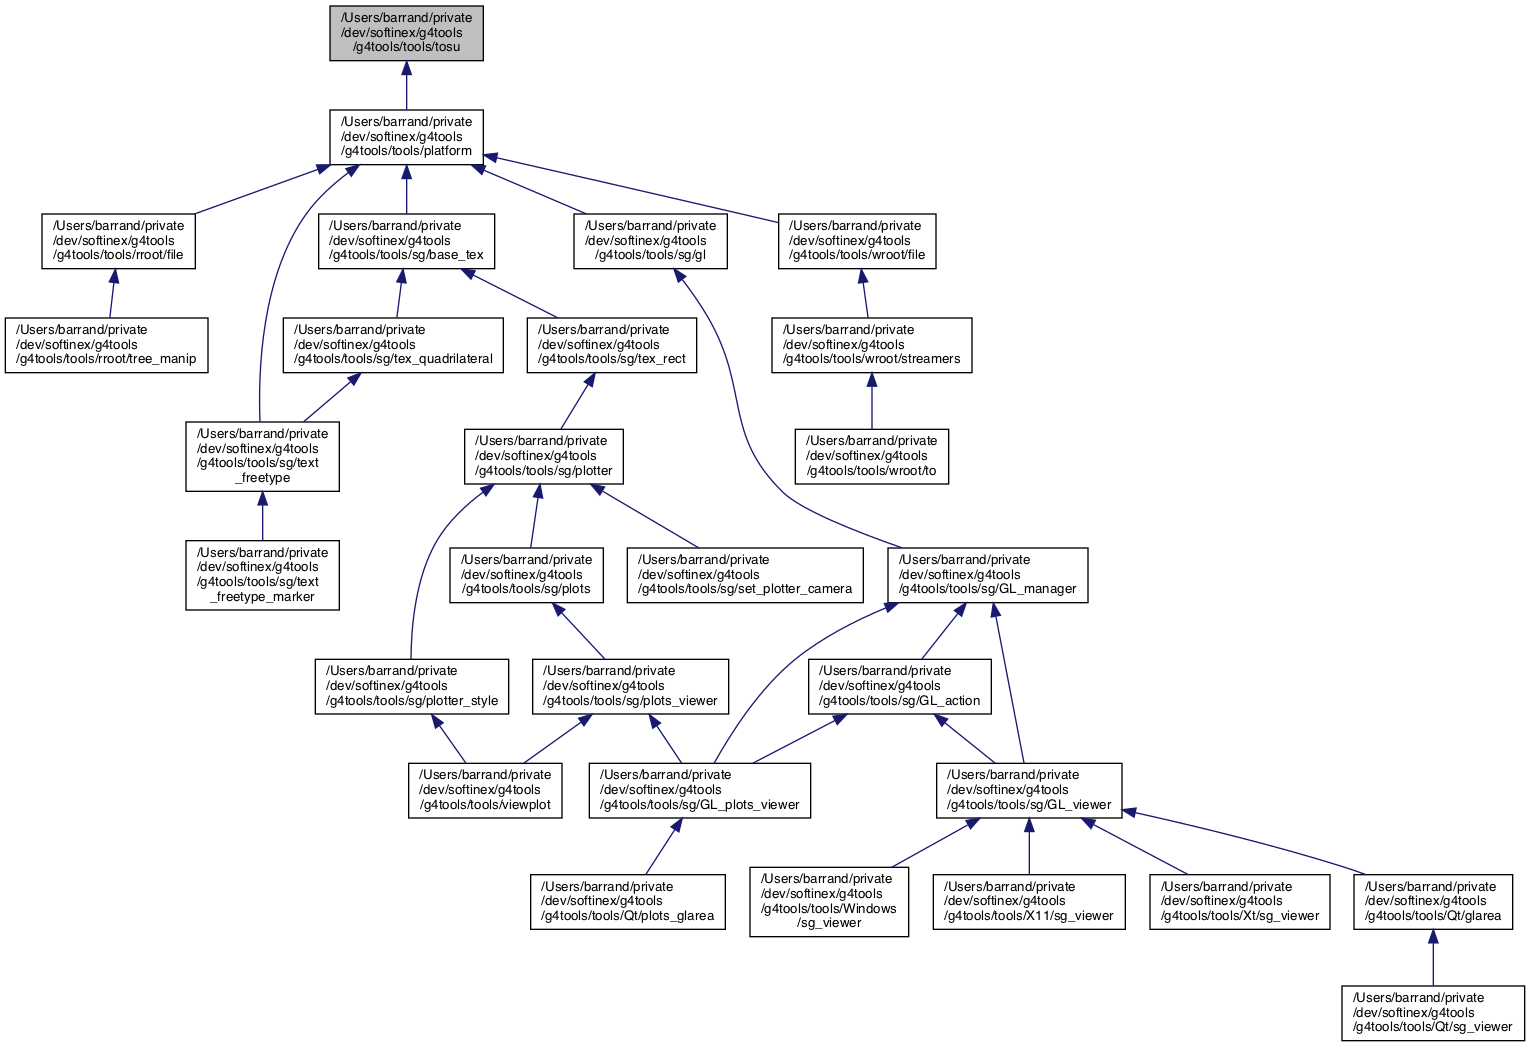 /Users/barrand/private
/dev/softinex/g4tools
/g4tools/tools/tosu
/Users/barrand/private
/dev/softinex/g4tools
/g4tools/tools/platform
/Users/barrand/private
/dev/softinex/g4tools
/g4tools/tools/rroot/file
/Users/barrand/private
/dev/softinex/g4tools
/g4tools/tools/sg/base_tex
/Users/barrand/private
/dev/softinex/g4tools
/g4tools/tools/sg/gl
/Users/barrand/private
/dev/softinex/g4tools
/g4tools/tools/wroot/file
/Users/barrand/private
/dev/softinex/g4tools
/g4tools/tools/rroot/tree_manip
/Users/barrand/private
/dev/softinex/g4tools
/g4tools/tools/sg/tex_quadrilateral
/Users/barrand/private
/dev/softinex/g4tools
/g4tools/tools/sg/tex_rect
/Users/barrand/private
/dev/softinex/g4tools
/g4tools/tools/wroot/streamers
/Users/barrand/private
/dev/softinex/g4tools
/g4tools/tools/sg/text
_freetype
/Users/barrand/private
/dev/softinex/g4tools
/g4tools/tools/sg/plotter
/Users/barrand/private
/dev/softinex/g4tools
/g4tools/tools/wroot/to
/Users/barrand/private
/dev/softinex/g4tools
/g4tools/tools/sg/text
_freetype_marker
/Users/barrand/private
/dev/softinex/g4tools
/g4tools/tools/sg/plots
/Users/barrand/private
/dev/softinex/g4tools
/g4tools/tools/sg/set_plotter_camera
/Users/barrand/private
/dev/softinex/g4tools
/g4tools/tools/sg/GL_manager
/Users/barrand/private
/dev/softinex/g4tools
/g4tools/tools/sg/plotter_style
/Users/barrand/private
/dev/softinex/g4tools
/g4tools/tools/sg/plots_viewer
/Users/barrand/private
/dev/softinex/g4tools
/g4tools/tools/sg/GL_action
/Users/barrand/private
/dev/softinex/g4tools
/g4tools/tools/viewplot
/Users/barrand/private
/dev/softinex/g4tools
/g4tools/tools/sg/GL_plots_viewer
/Users/barrand/private
/dev/softinex/g4tools
/g4tools/tools/sg/GL_viewer
/Users/barrand/private
/dev/softinex/g4tools
/g4tools/tools/Qt/plots_glarea
/Users/barrand/private
/dev/softinex/g4tools
/g4tools/tools/Windows
/sg_viewer
/Users/barrand/private
/dev/softinex/g4tools
/g4tools/tools/X11/sg_viewer
/Users/barrand/private
/dev/softinex/g4tools
/g4tools/tools/Xt/sg_viewer
/Users/barrand/private
/dev/softinex/g4tools
/g4tools/tools/Qt/glarea
/Users/barrand/private
/dev/softinex/g4tools
/g4tools/tools/Qt/sg_viewer